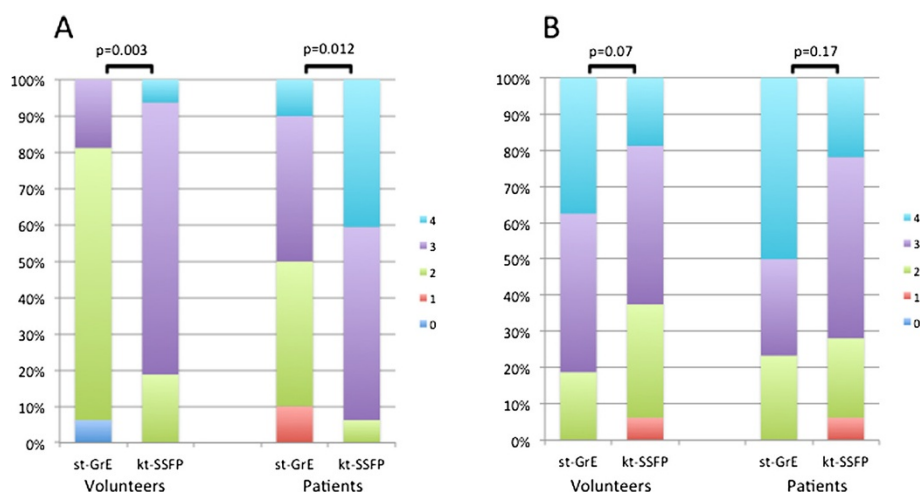 A
p=0.003
p=0.012
100%
90%
80%
70%
60%
50%
40%
30%
20%
10%
0%
st-GrE
kt-SSFP
st-GrE
kt-SSFP
Volunteers
Patients
4
3
2
1
0
B
p=0.07
p=0.17
100%
90%
80%
70%
60%
50%
40%
30%
20%
10%
0%
st-GrE
kt-SSFP
st-GrE
kt-SSFP
Volunteers
Patients
4
3
2
1
0